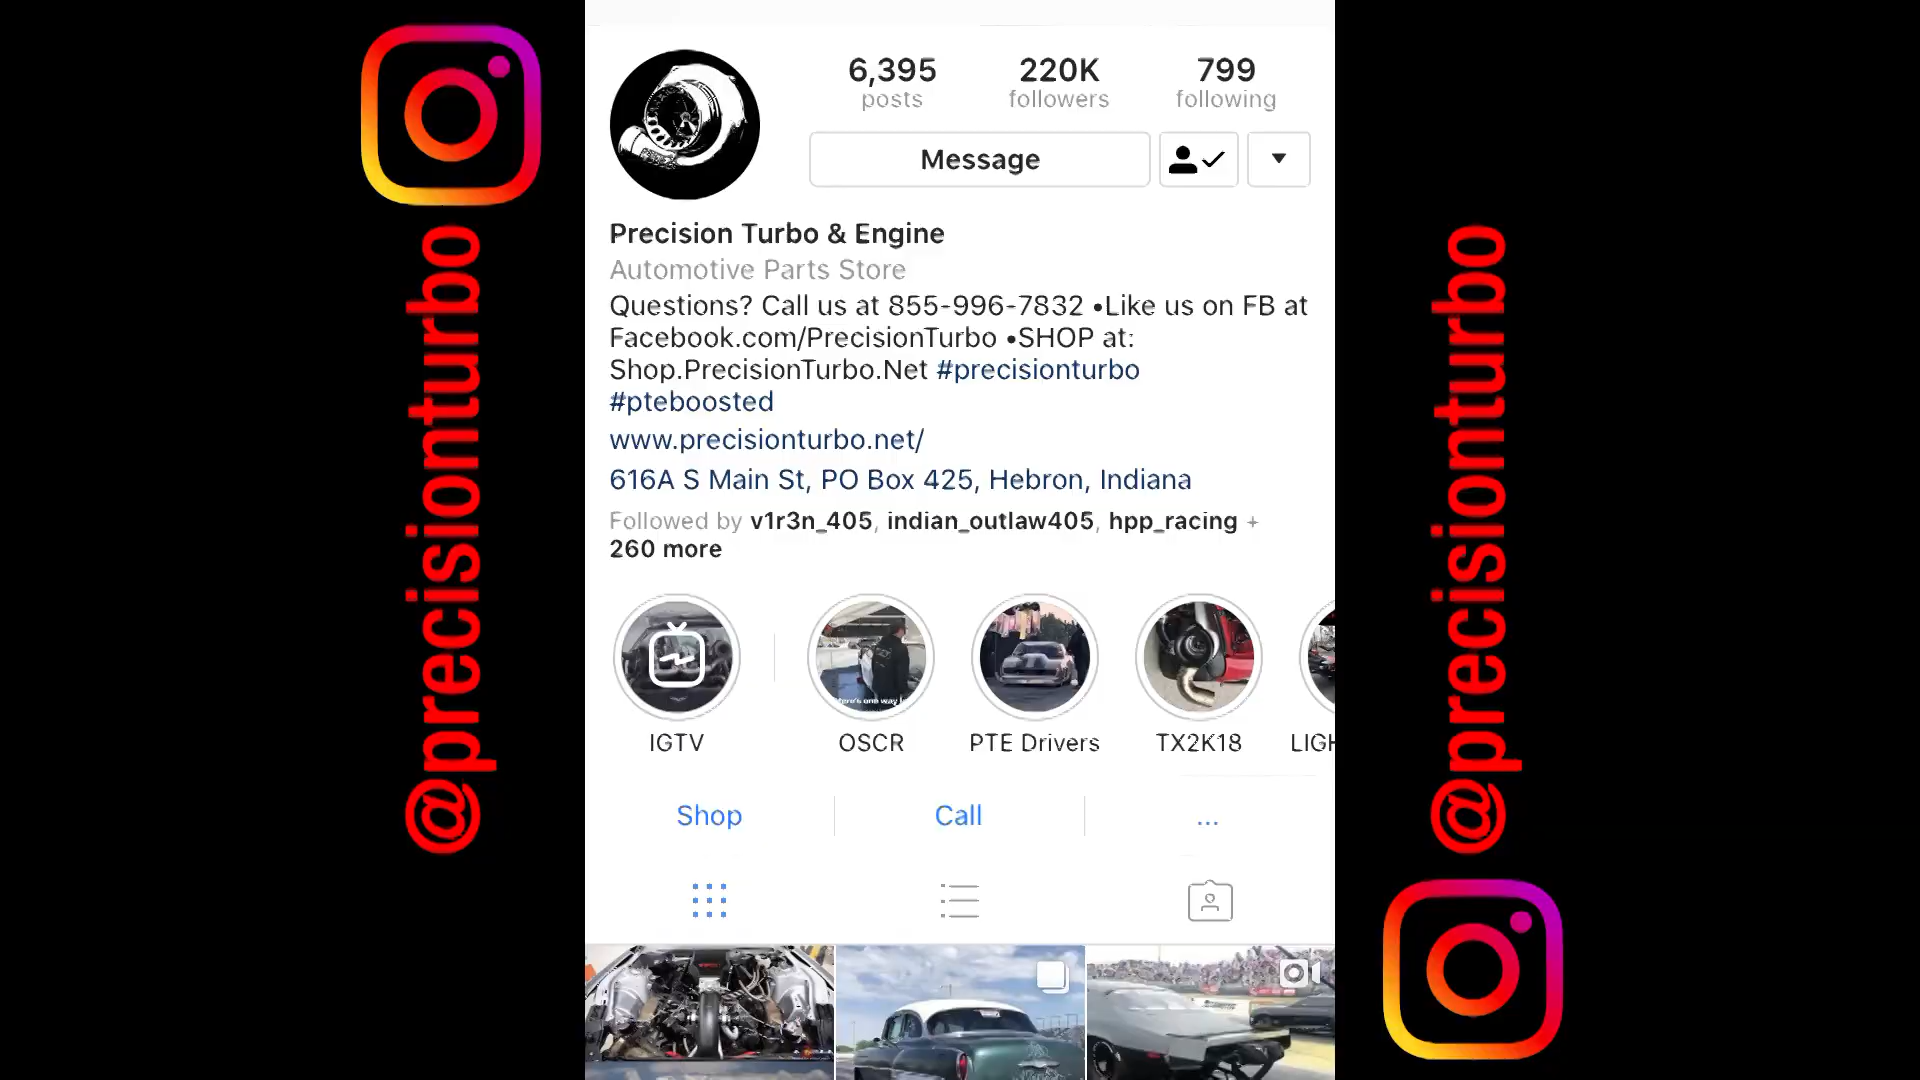 6,395
posts
220K
followers
799
following
Message
Precision Turbo & Engine
Automotive Parts Store
Questions? Call us at 855-996-7832 •Like us on FB at
Facebook.com/PrecisionTurbo •SHOP at:
Shop.PrecisionTurbo.Net #precisionturbo
#pteboosted
www.precisionturbo.net/
616A S Main St, PO Box 425, Hebron, Indiana
Followed by v1r3n_405, indian_outlaw405, hpp_racing +
260 more
IGTV
OSCR
PTE Drivers
TX2K18
Shop
Call
...
@precisionturbo
@precisionturbo